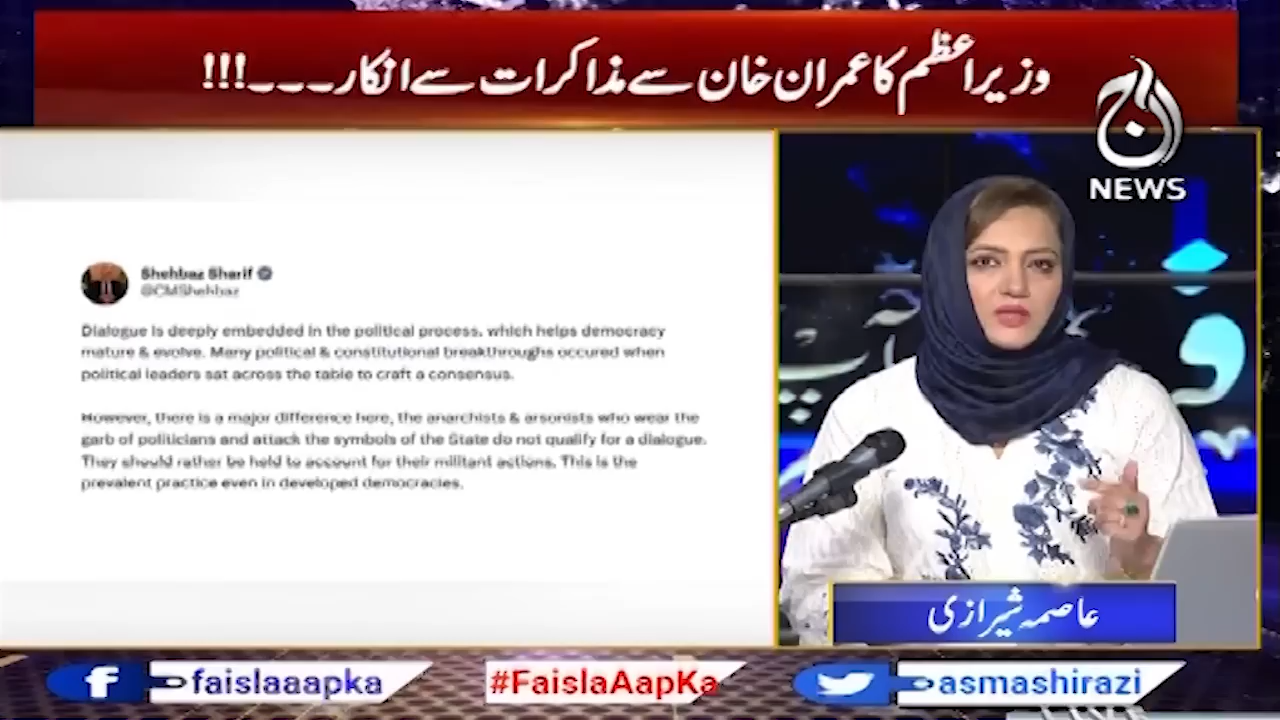 وزیراعظم کا عمران خان سے مذاکرات سے انکار۔۔۔!!!
آج
NEWS
Shehbaz Sharif
@CMShehbaz
Dialogue is deeply embedded in the political process, which helps democracy
mature & evolve. Many political & constitutional breakthroughs occured when
political leaders sat across the table to craft a consensus.
However, there is a major difference here, the anarchists & arsonists who wear the
garb of politicians and attack the symbols of the State do not qualify for a dialogue.
They should rather be held to account for their militant actions. This is the
prevalent practice even in developed democracies.
عاصمہ شیرازی
faislaaapka
#FaislaAapKa
asmashirazi